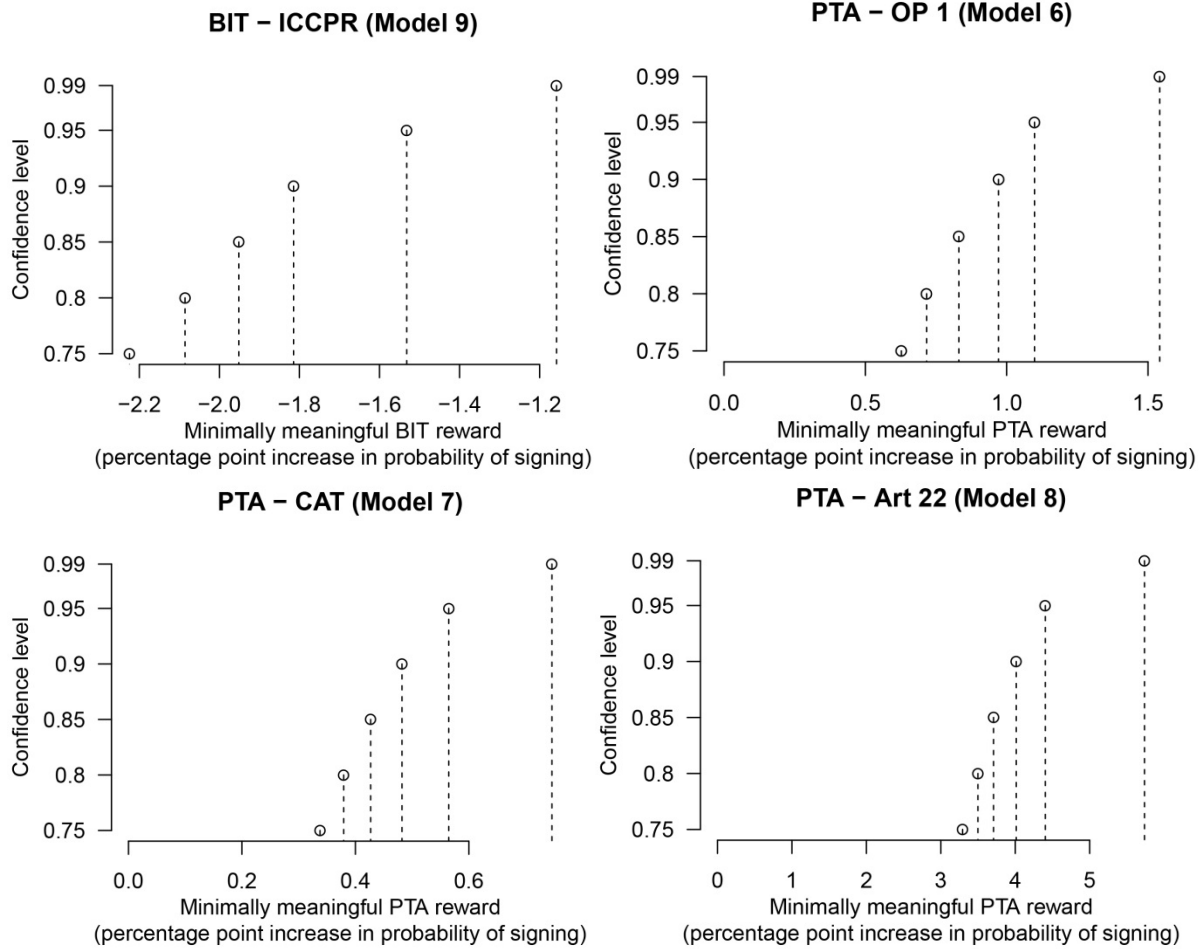 BIT − ICCPR (Model 9)
Confidence level
0.99
0.95
0.9
0.85
0.8
0.75
−2.2 −2.0 −1.8 −1.6 −1.4 −1.2
Minimally meaningful BIT reward
(percentage point increase in probability of signing)
PTA − OP 1 (Model 6)
Confidence level
0.99
0.95
0.9
0.85
0.8
0.75
0.0 0.5 1.0 1.5
Minimally meaningful PTA reward
(percentage point increase in probability of signing)
PTA − CAT (Model 7)
Confidence level
0.99
0.95
0.9
0.85
0.8
0.75
0.0 0.2 0.4 0.6
Minimally meaningful PTA reward
(percentage point increase in probability of signing)
PTA − Art 22 (Model 8)
Confidence level
0.99
0.95
0.9
0.85
0.8
0.75
0 1 2 3 4 5
Minimally meaningful PTA reward
(percentage point increase in probability of signing)